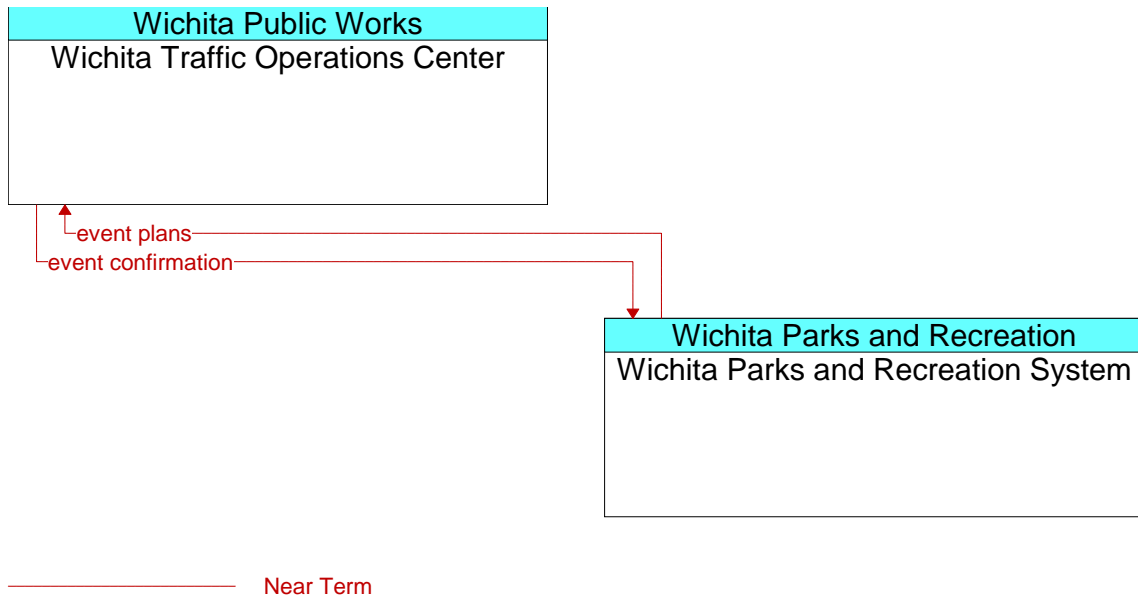 Wichita Public Works
Wichita Traffic Operations Center
event plans
event confirmation
Wichita Parks and Recreation
Wichita Parks and Recreation System
Near Term